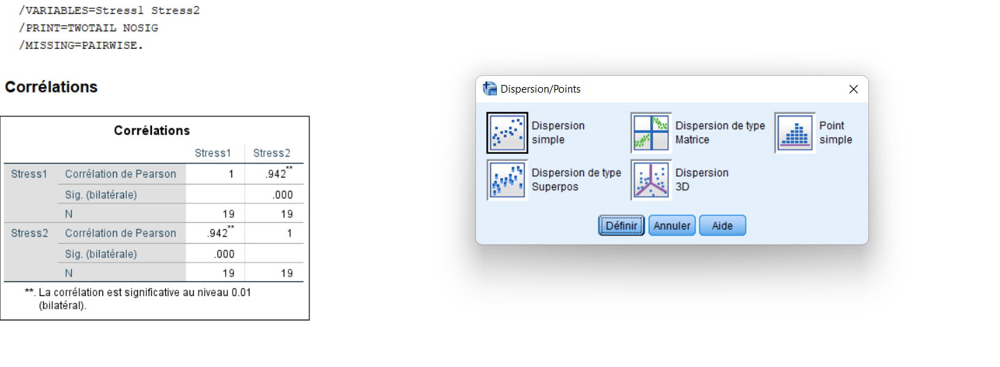 /VARIABLES=Stress1 Stress2
/PRINT=TWOTAIL NOSIG
/MISSING=PAIRWISE.
Corrélations
Corrélations
Stress1 Stress2
Stress1 Corrélation de Pearson 1 .942**
Sig. (bilatérale) .000
N 19 19
Stress2 Corrélation de Pearson .942** 1
Sig. (bilatérale) .000
N 19 19
**. La corrélation est significative au niveau 0.01
(bilatéral).
Dispersion/Points
Dispersion
simple
Dispersion de type
Matrice
Point
simple
Dispersion de type
Superpos
Dispersion
3D
Définir Annuler Aide